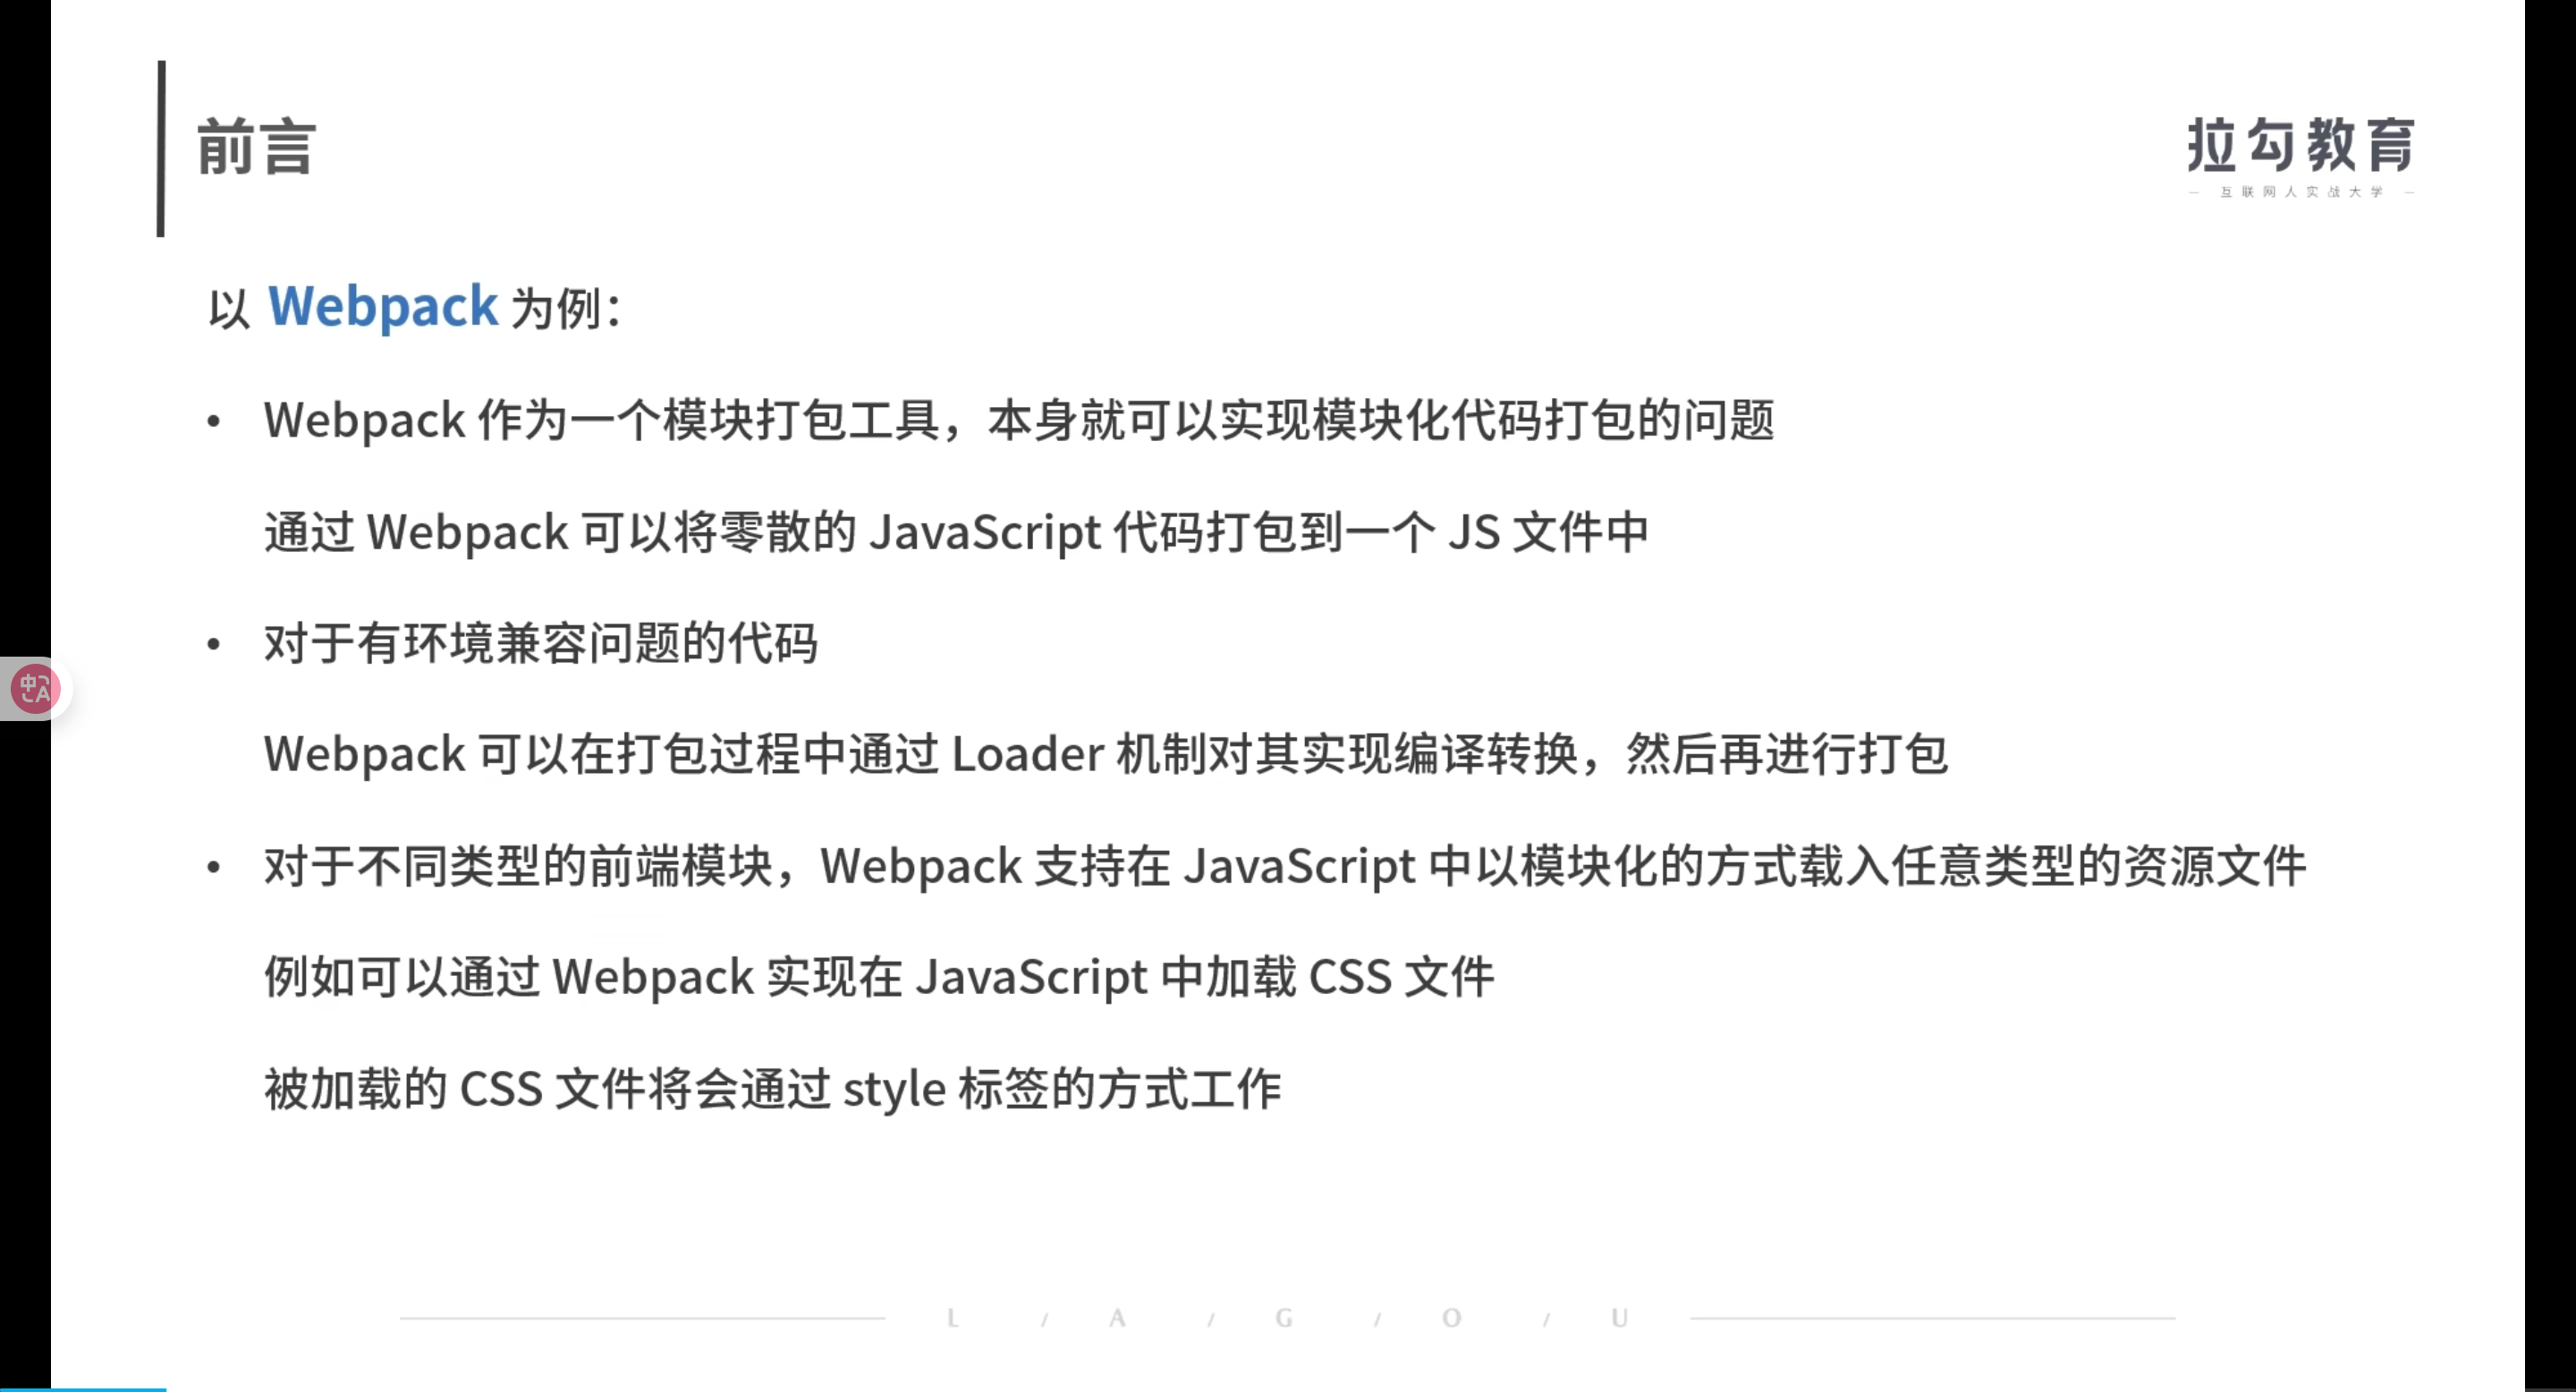 前言
拉勾教育
— 互联网人实战大学 —
以 Webpack 为例：
• Webpack 作为一个模块打包工具，本身就可以实现模块化代码打包的问题
通过 Webpack 可以将零散的 JavaScript 代码打包到一个 JS 文件中
• 对于有环境兼容问题的代码
Webpack 可以在打包过程中通过 Loader 机制对其实现编译转换，然后再进行打包
• 对于不同类型的前端模块，Webpack 支持在 JavaScript 中以模块化的方式载入任意类型的资源文件
例如可以通过 Webpack 实现在 JavaScript 中加载 CSS 文件
被加载的 CSS 文件将会通过 style 标签的方式工作
中A
L / A / G / O / U